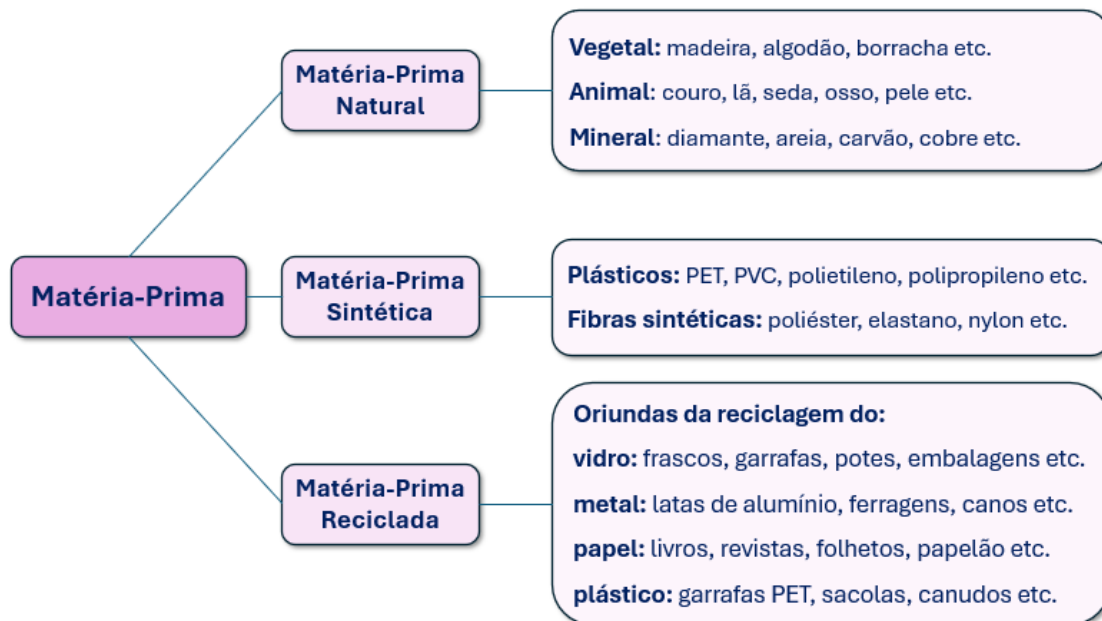 Matéria-Prima
Matéria-Prima
Natural
Vegetal: madeira, algodão, borracha etc.
Animal: couro, lã, seda, osso, pele etc.
Mineral: diamante, areia, carvão, cobre etc.
Matéria-Prima
Sintética
Plásticos: PET, PVC, polietileno, polipropileno etc.
Fibras sintéticas: poliéster, elastano, nylon etc.
Matéria-Prima
Reciclada
Oriundas da reciclagem do:
vidro: frascos, garrafas, potes, embalagens etc.
metal: latas de alumínio, ferragens, canos etc.
papel: livros, revistas, folhetos, papelão etc.
plástico: garrafas PET, sacolas, canudos etc.